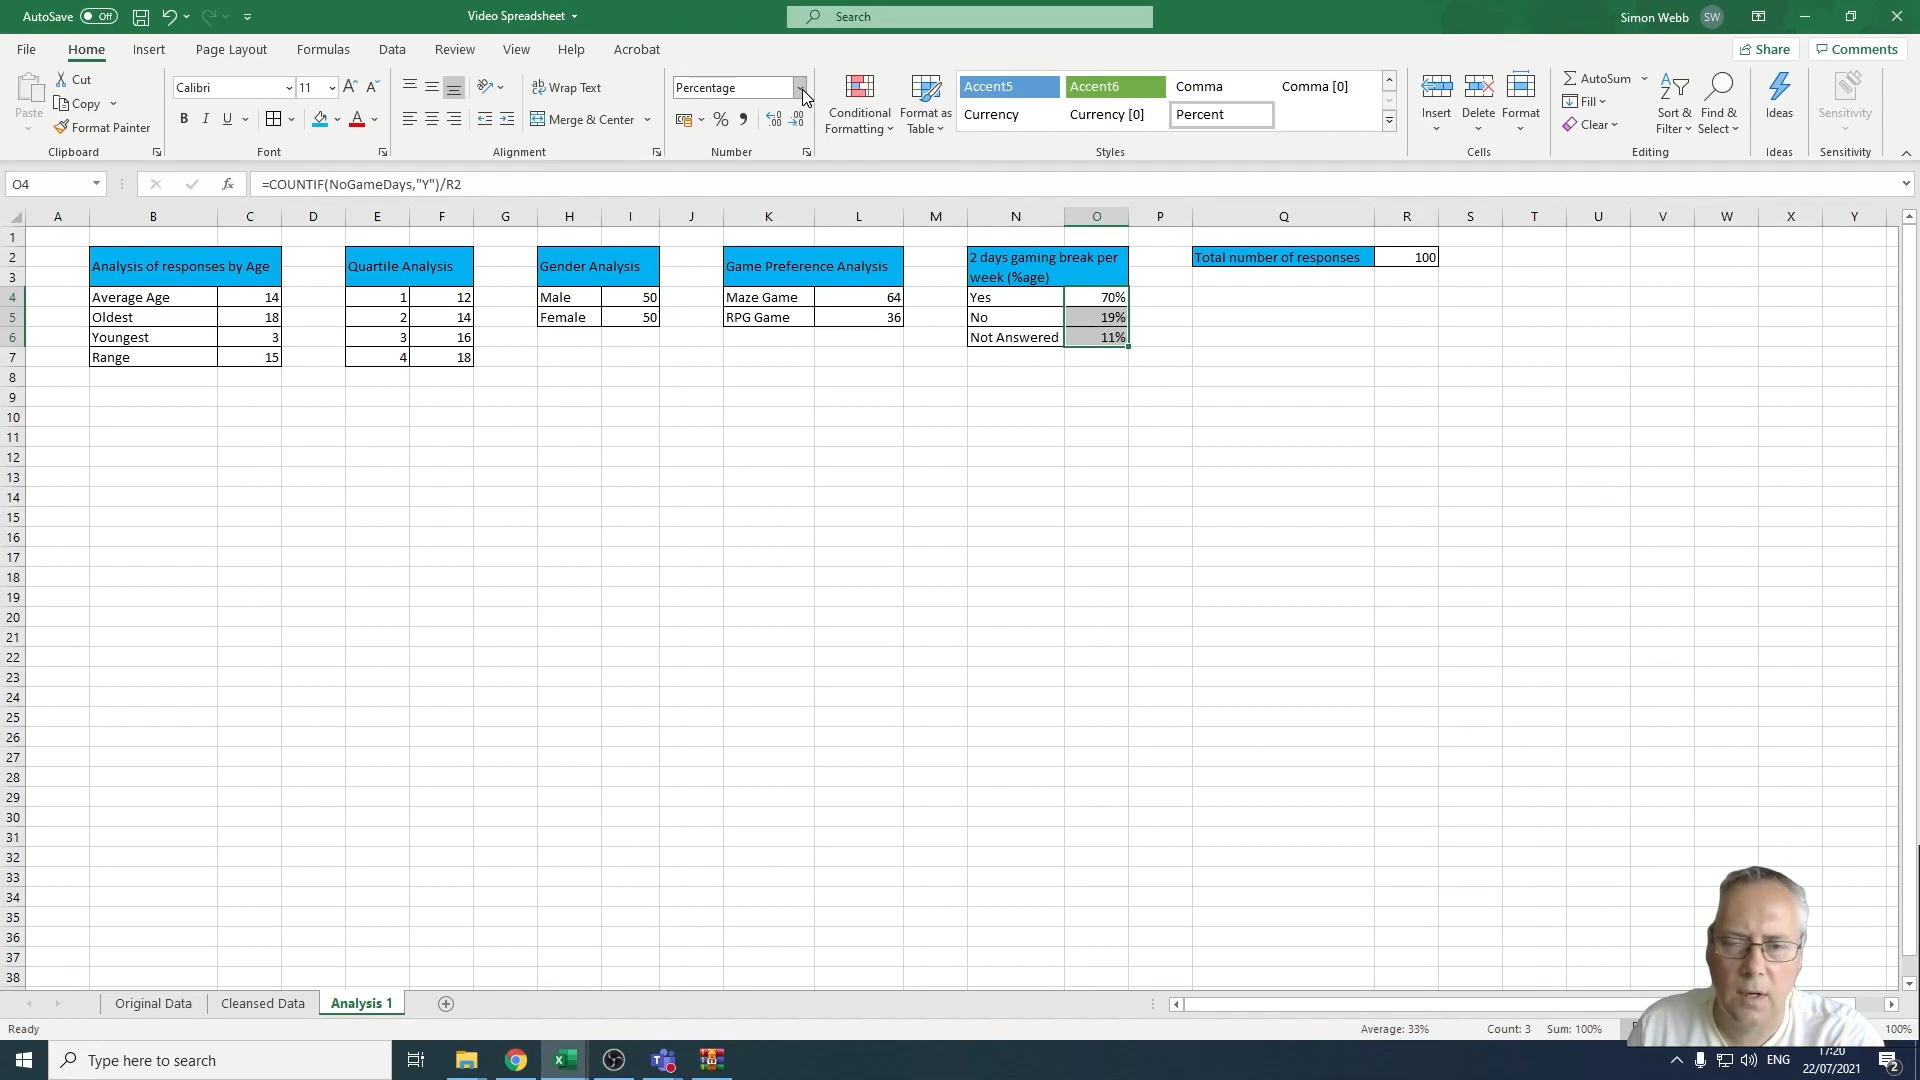 AutoSave Off Video Spreadsheet Search Simon Webb SW
File Home Insert Page Layout Formulas Data Review View Help Acrobat Share Comments
Paste Cut Copy Format Painter
Clipboard
Calibri 11 A A
B I U A
Font
Wrap Text
Merge & Center
Alignment
Percentage
%
Number
Conditional Formatting
Format as Table
Accent5 Accent6 Comma Comma [0]
Currency Currency [0] Percent
Styles
Insert Delete Format
Cells
AutoSum Fill Clear
Sort & Filter
Find & Select
Editing
Ideas
Ideas
Sensitivity
Sensitivity
O4 fx =COUNTIF(NoGameDays,"Y")/R2
A B C D E F G H I J K L M N O P Q R S T U V W X Y
1
2 Analysis of responses by Age Quartile Analysis Gender Analysis Game Preference Analysis 2 days gaming break per Total number of responses 100
3 week (%age)
4 Average Age 14 1 12 Male 50 Maze Game 64 Yes 70%
5 Oldest 18 2 14 Female 50 RPG Game 36 No 19%
6 Youngest 3 3 16 Not Answered 11%
7 Range 15 4 18
8
9
10
11
12
13
14
15
16
17
18
19
20
21
22
23
24
25
26
27
28
29
30
31
32
33
34
35
36
37
38
Original Data Cleansed Data Analysis 1
Ready Average: 33% Count: 3 Sum: 100% 100%
Type here to search ENG 17:20
22/07/2021 2